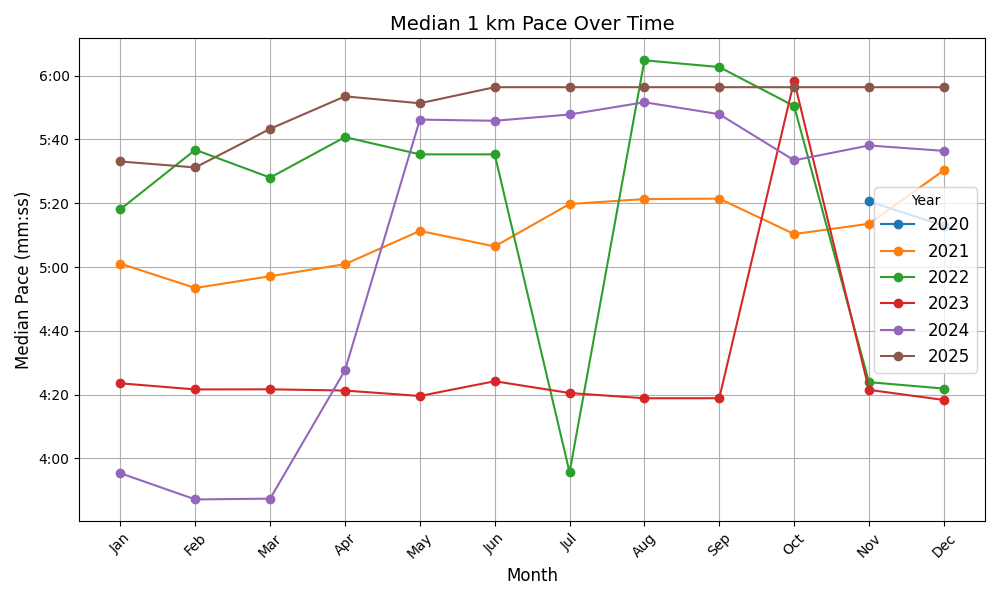 Median 1 km Pace Over Time
Median Pace (mm:ss)
6:00
5:40
5:20
5:00
4:40
4:20
4:00
Year
2020
2021
2022
2023
2024
2025
Jan
Feb
Mar
Apr
May
Jun
Jul
Aug
Sep
Oct
Nov
Dec
Month